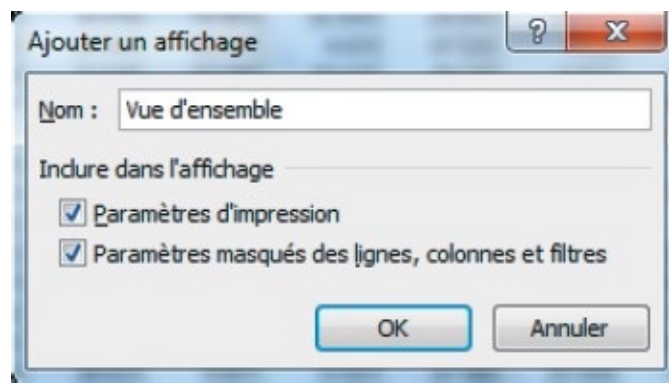 Ajouter un affichage
?
X
Nom : Vue d'ensemble
Inclure dans l'affichage
Paramètres d'impression
Paramètres masqués des lignes, colonnes et filtres
OK
Annuler